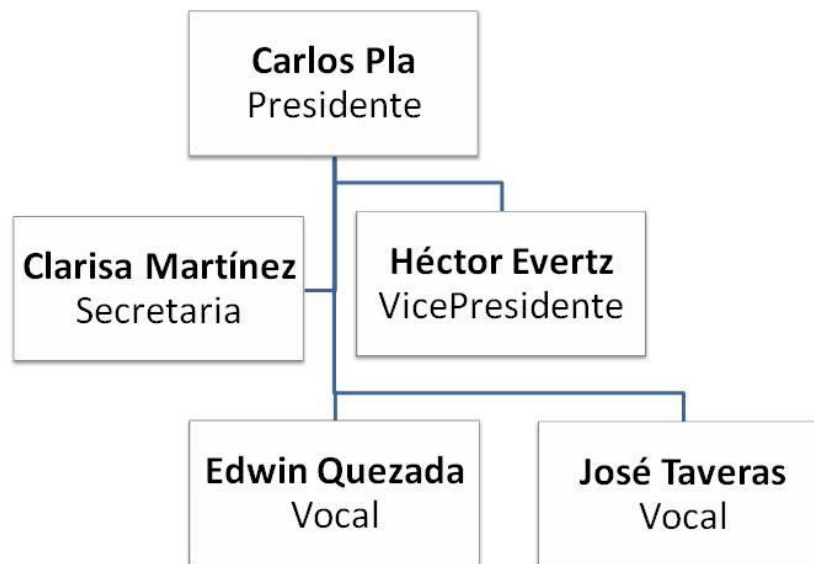 Carlos Pla
Presidente
Clarisa Martínez
Secretaria
Héctor Evertz
VicePresidente
Edwin Quezada
Vocal
José Taveras
Vocal